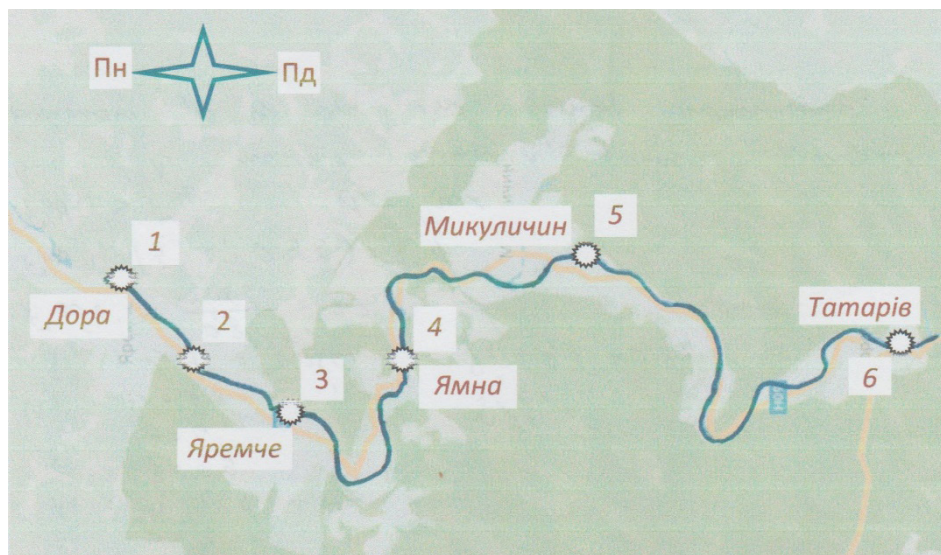 Пн
Пд
1
Дора
2
3
Яремче
4
Ямна
Микуличин
5
Татарів
6